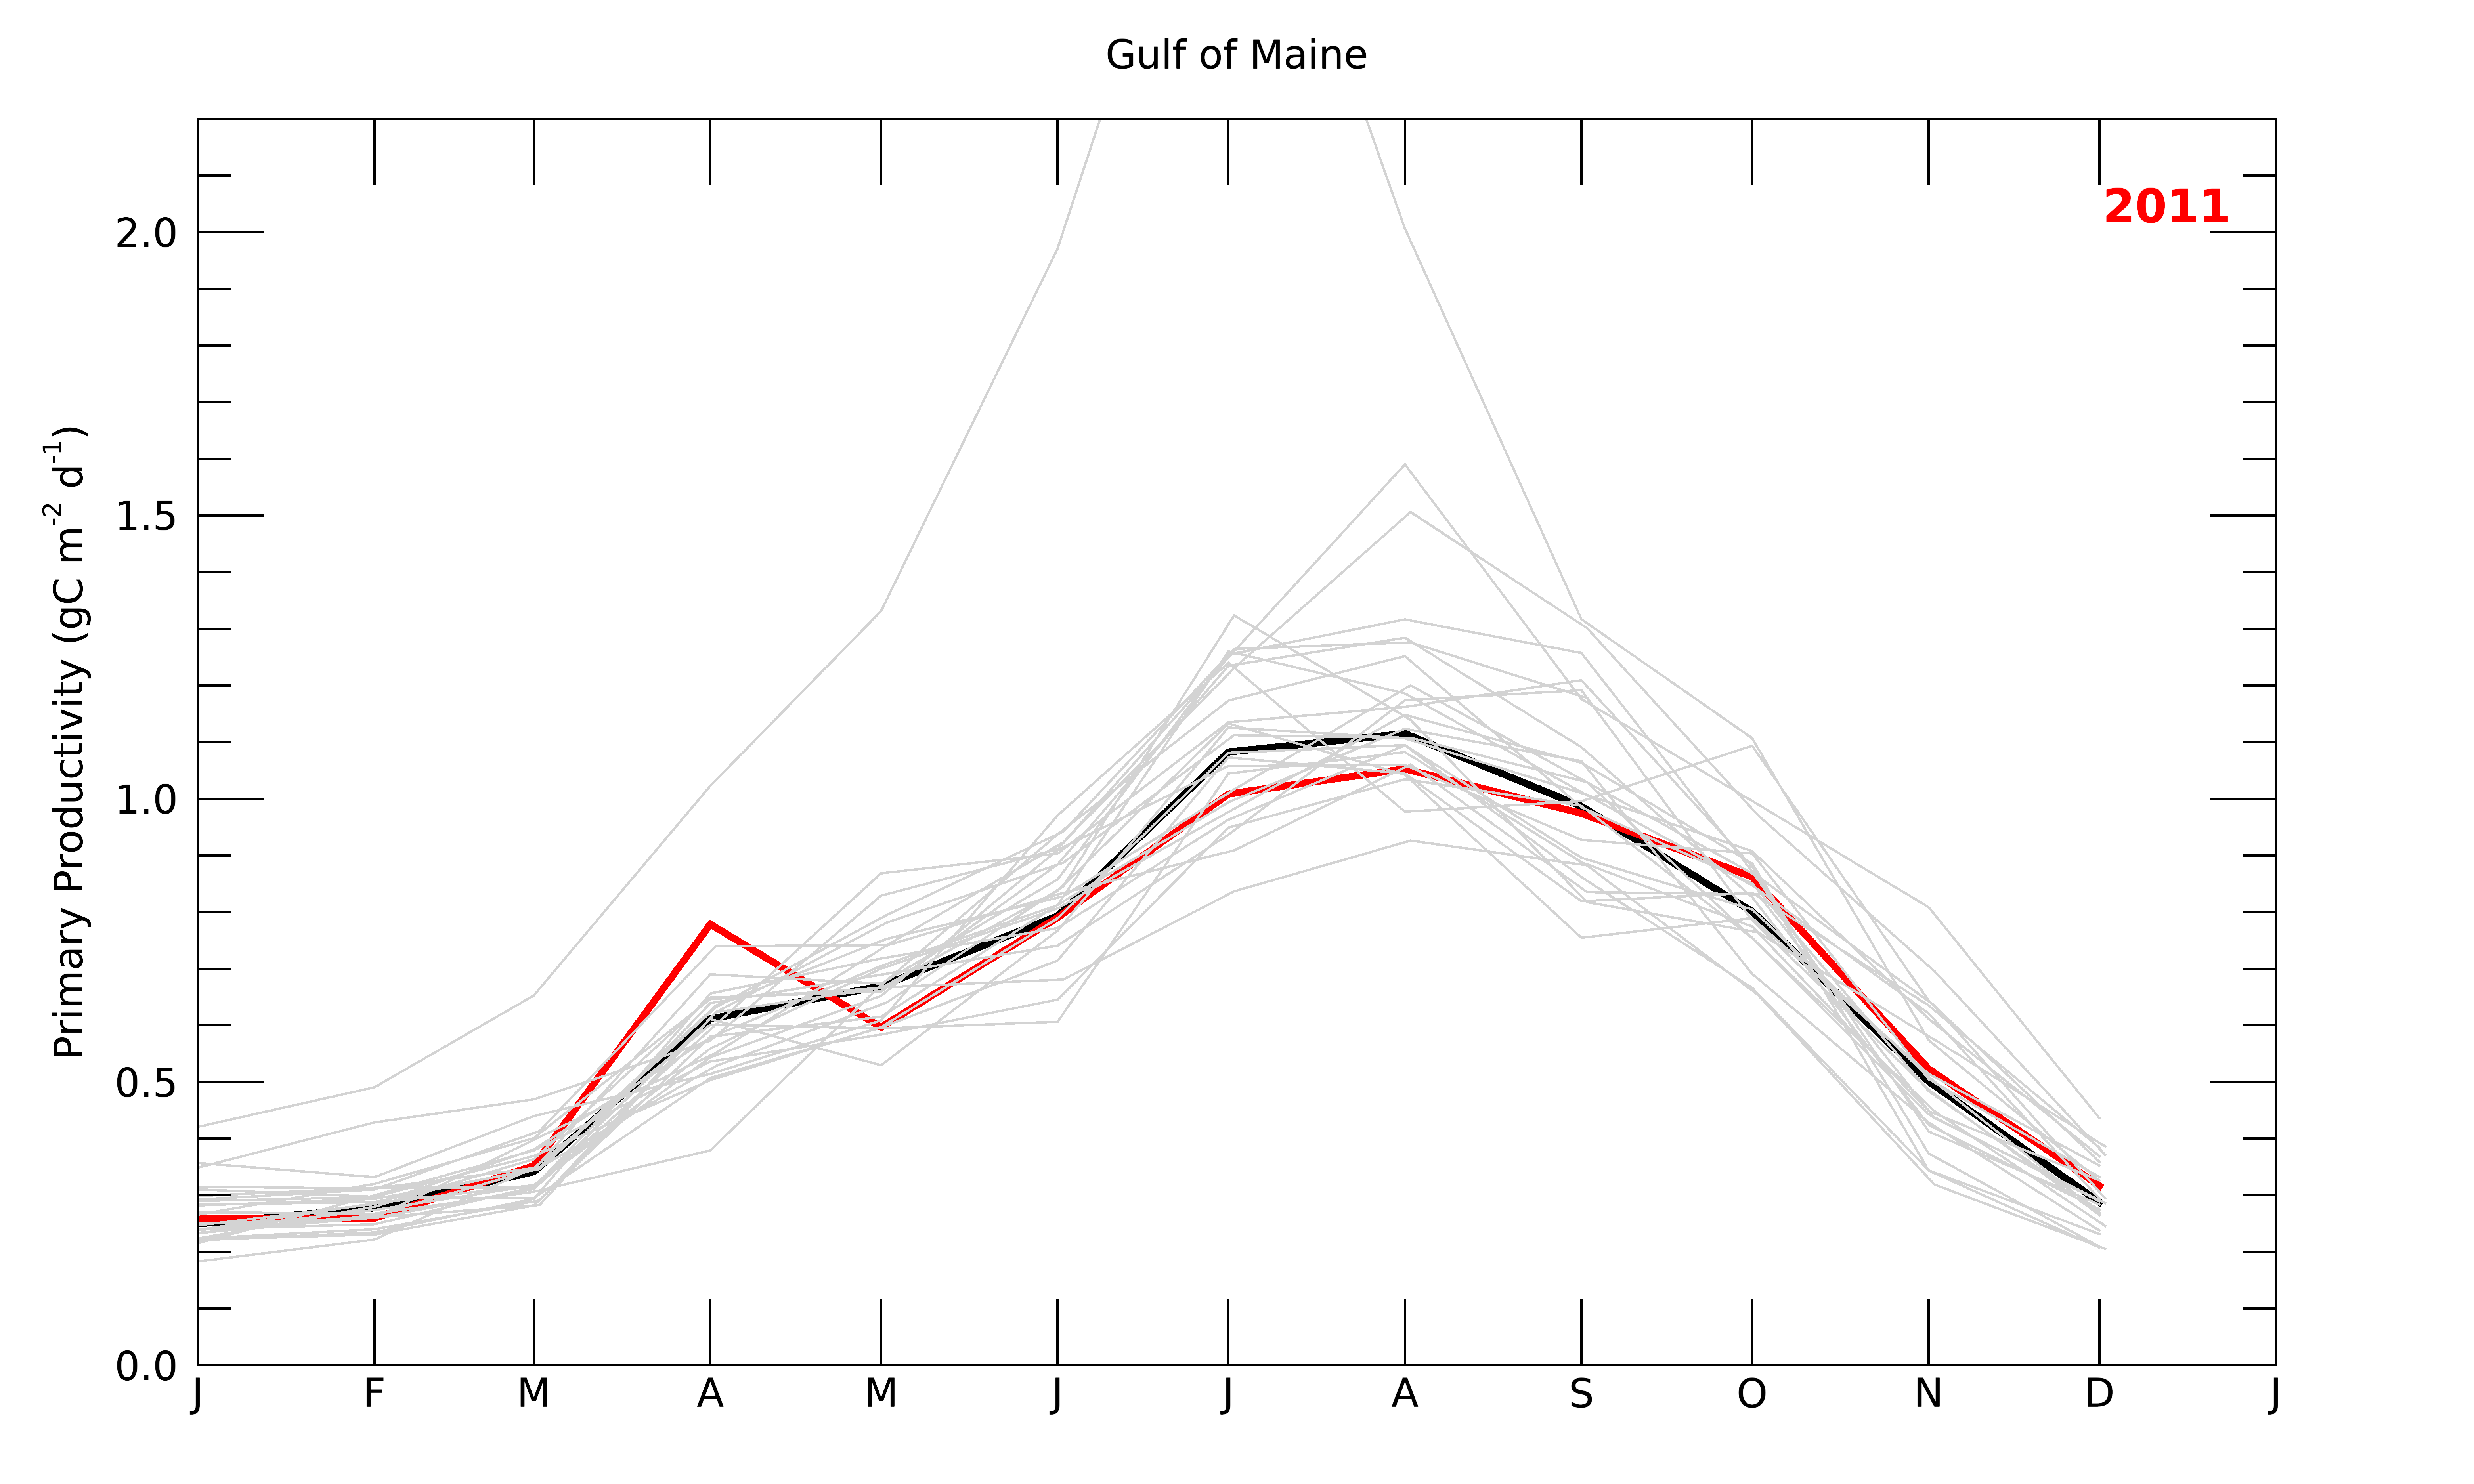 Gulf of Maine
2011
Primary Productivity (gC m⁻² d⁻¹)
2.0
1.5
1.0
0.5
0.0
J F M A M J J A S O N D J